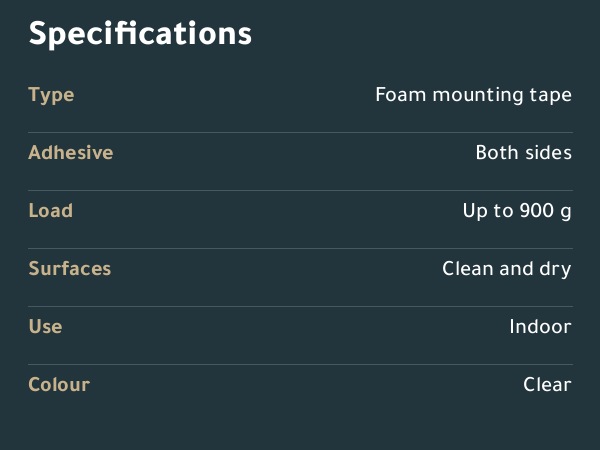 Specifications
Type Foam mounting tape
Adhesive Both sides
Load Up to 900 g
Surfaces Clean and dry
Use Indoor
Colour Clear